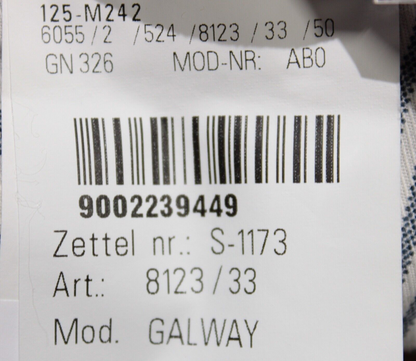 125-M242
6055/2 /524 /8123 /33 /50
GN 326 MOD-NR: AB0
9002239449
Zettel nr.: S-1173
Art.: 8123/33
Mod. GALWAY